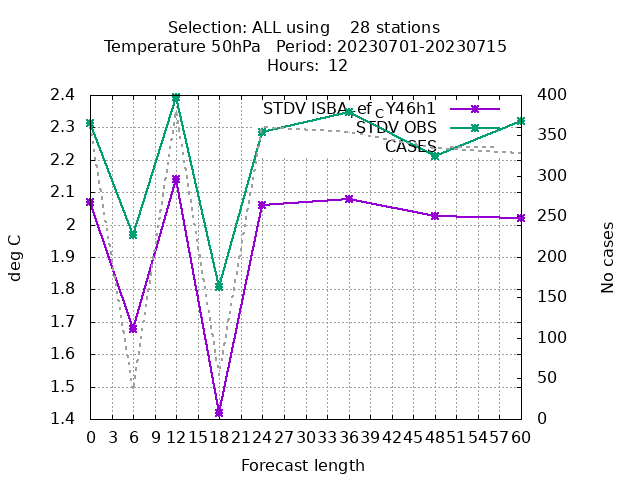 Selection: ALL using    28 stations
Temperature 50hPa   Period: 20230701-20230715
Hours:  12
STDV ISBA_ef_CY46h1
STDV OBS
CASES
2.4
2.3
2.2
2.1
2
1.9
1.8
1.7
1.6
1.5
1.4
400
350
300
250
200
150
100
50
0
deg C
No cases
0 3 6 9 12 15 18 21 24 27 30 33 36 39 42 45 48 51 54 57 60
Forecast length